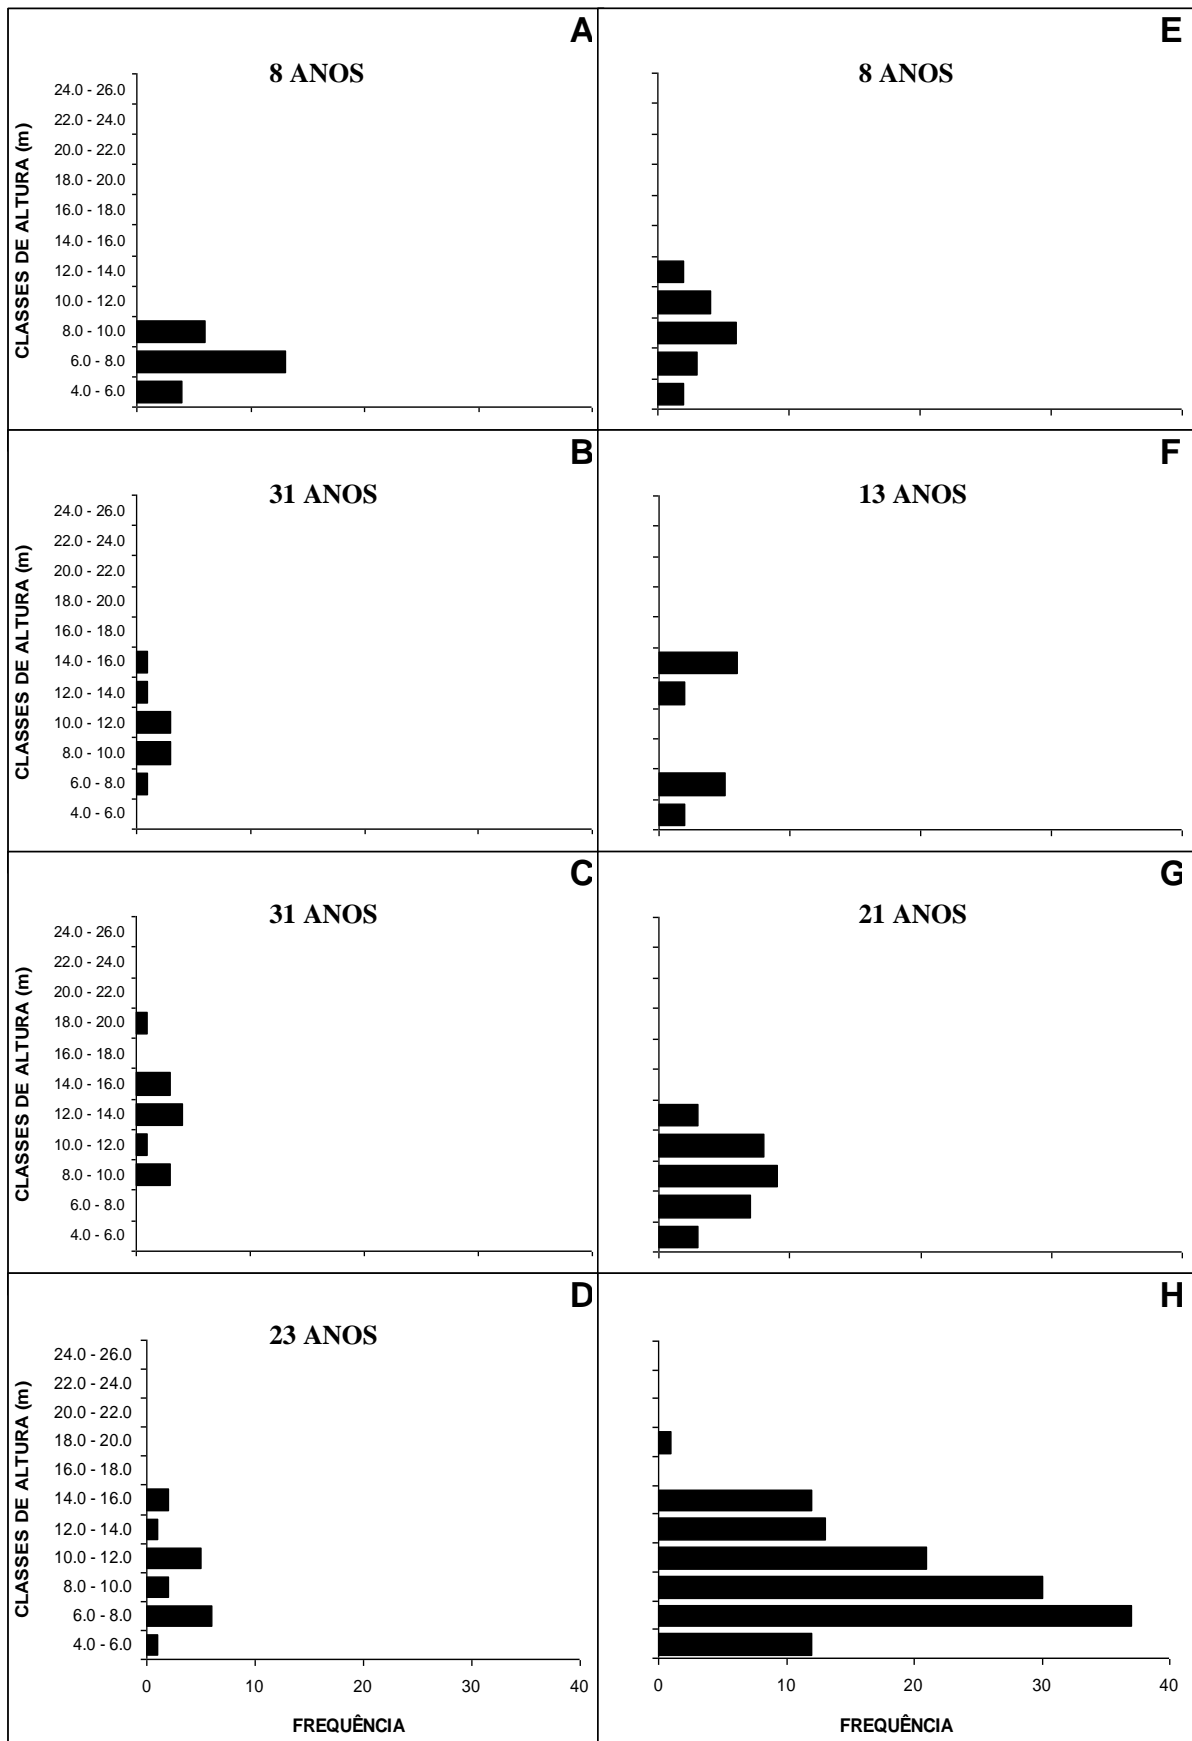 A
8 ANOS
CLASSES DE ALTURA (m)
24.0 - 26.0
22.0 - 24.0
20.0 - 22.0
18.0 - 20.0
16.0 - 18.0
14.0 - 16.0
12.0 - 14.0
10.0 - 12.0
8.0 - 10.0
6.0 - 8.0
4.0 - 6.0
E
8 ANOS
B
31 ANOS
CLASSES DE ALTURA (m)
24.0 - 26.0
22.0 - 24.0
20.0 - 22.0
18.0 - 20.0
16.0 - 18.0
14.0 - 16.0
12.0 - 14.0
10.0 - 12.0
8.0 - 10.0
6.0 - 8.0
4.0 - 6.0
F
13 ANOS
C
31 ANOS
CLASSES DE ALTURA (m)
24.0 - 26.0
22.0 - 24.0
20.0 - 22.0
18.0 - 20.0
16.0 - 18.0
14.0 - 16.0
12.0 - 14.0
10.0 - 12.0
8.0 - 10.0
6.0 - 8.0
4.0 - 6.0
G
21 ANOS
D
23 ANOS
CLASSES DE ALTURA (m)
24.0 - 26.0
22.0 - 24.0
20.0 - 22.0
18.0 - 20.0
16.0 - 18.0
14.0 - 16.0
12.0 - 14.0
10.0 - 12.0
8.0 - 10.0
6.0 - 8.0
4.0 - 6.0
0 10 20 30 40
FREQUÊNCIA
H
0 10 20 30 40
FREQUÊNCIA